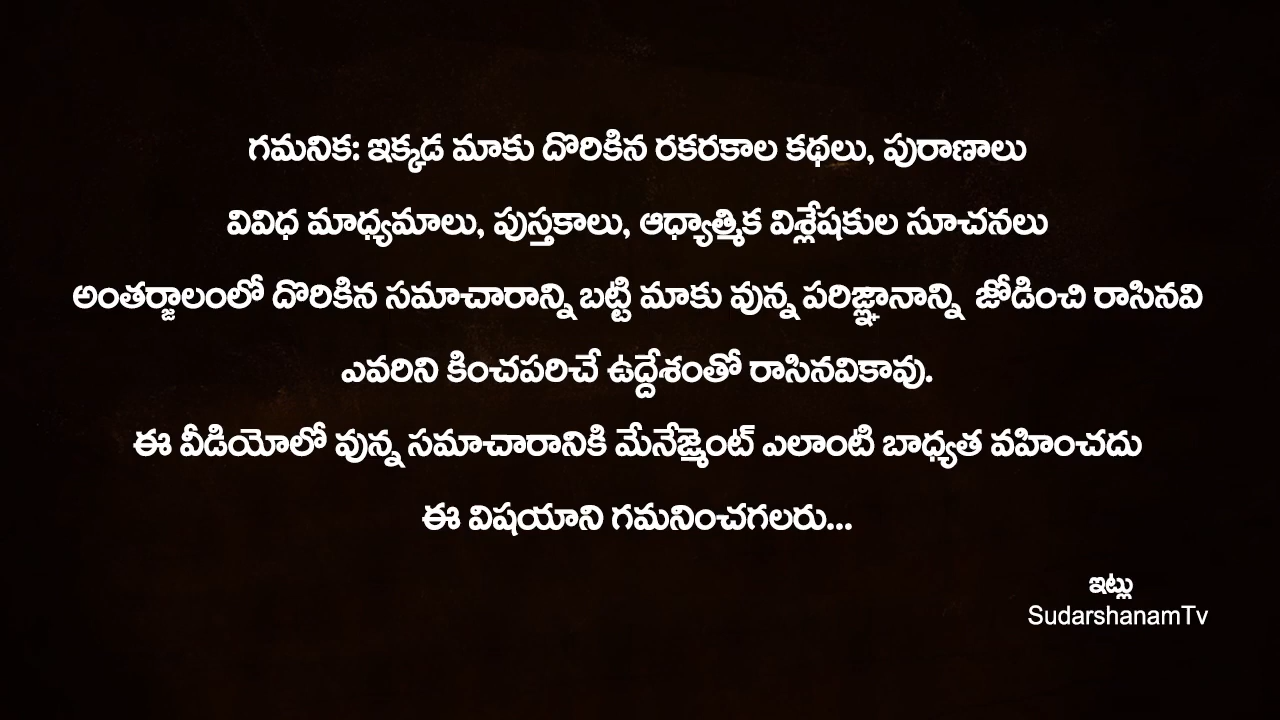 గమనిక: ఇక్కడ మాకు దొరికిన రకరకాల కథలు, పురాణాలు
వివిధ మాధ్యమాలు, పుస్తకాలు, ఆధ్యాత్మిక విశ్లేషకుల సూచనలు
అంతర్జాలంలో దొరికిన సమాచారాన్ని బట్టి మాకు వున్న పరిజ్ఞానాన్ని జోడించి రాసినవి
ఎవరిని కించపరిచే ఉద్దేశంతో రాసినవికావు.
ఈ వీడియోలో వున్న సమాచారానికి మేనేజ్మెంట్ ఎలాంటి బాధ్యత వహించదు
ఈ విషయాని గమనించగలరు...
ఇట్లు
SudarshanamTv